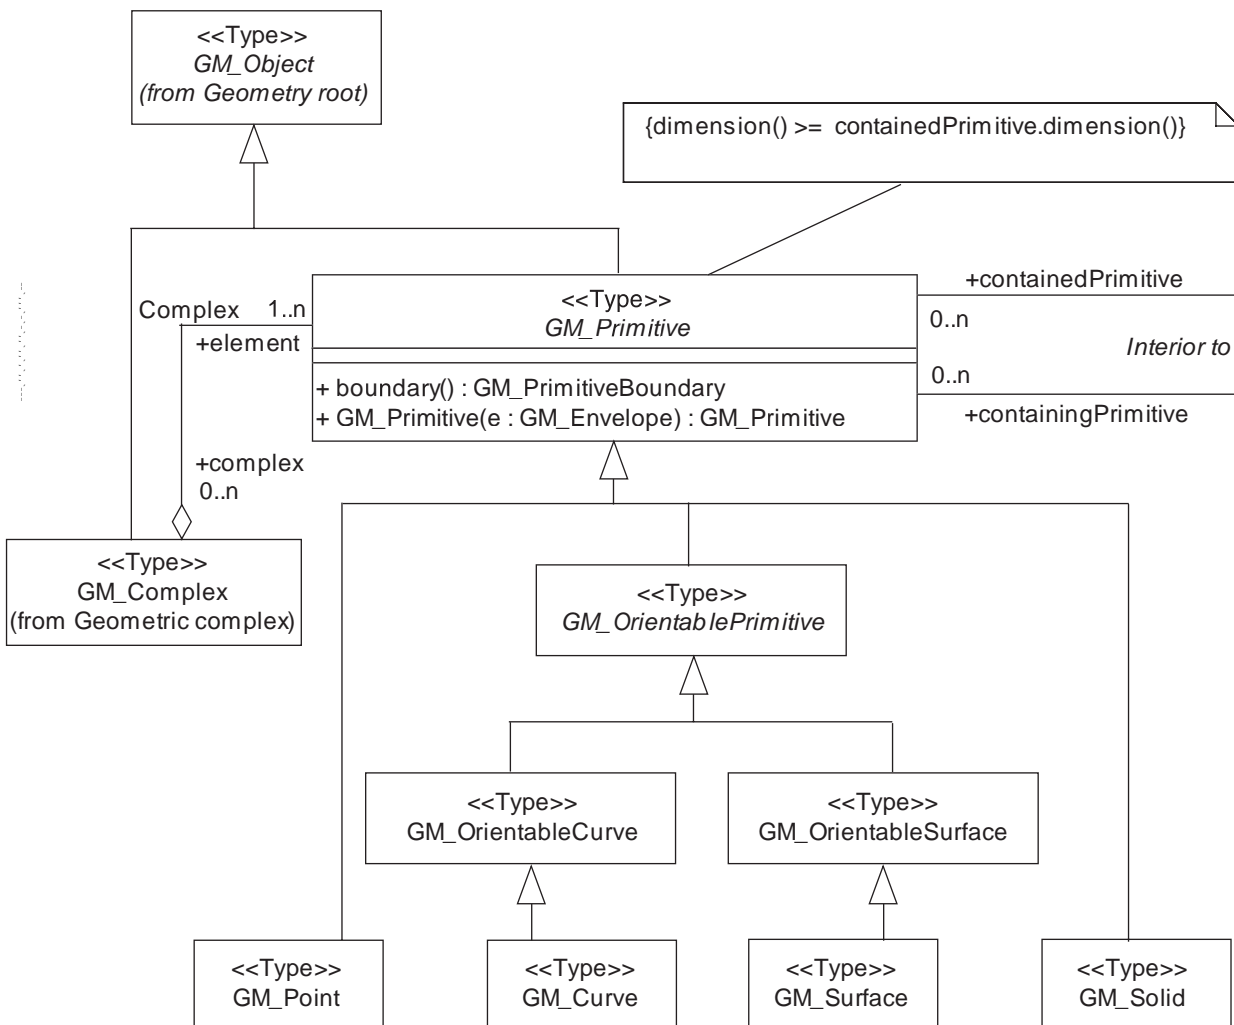 <<Type>>
GM_Object
(from Geometry root)
{dimension() >= containedPrimitive.dimension()}
<<Type>>
GM_Primitive
+ boundary() : GM_PrimitiveBoundary
+ GM_Primitive(e : GM_Envelope) : GM_Primitive
Complex
1..n
+element
+complex
0..n
+containedPrimitive
0..n
Interior to
0..n
+containingPrimitive
<<Type>>
GM_Complex
(from Geometric complex)
<<Type>>
GM_OrientablePrimitive
<<Type>>
GM_OrientableCurve
<<Type>>
GM_OrientableSurface
<<Type>>
GM_Point
<<Type>>
GM_Curve
<<Type>>
GM_Surface
<<Type>>
GM_Solid